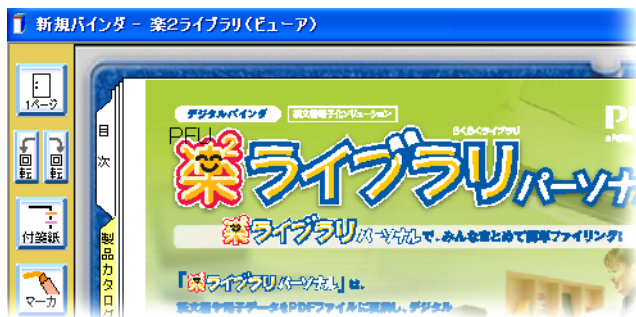 新規バインダ - 楽2ライブラリ(ビューア)
1ページ
回転
回転
付箋紙
マーカ
目次
製品カタログ
デジタルバインダ
PFU
らくらくライブラリ
楽2ライブラリパーソナ
楽ライブラリパーソナルで、みんなまとめて簡単ファイリング!
「楽ライブラリパーソナル」は、